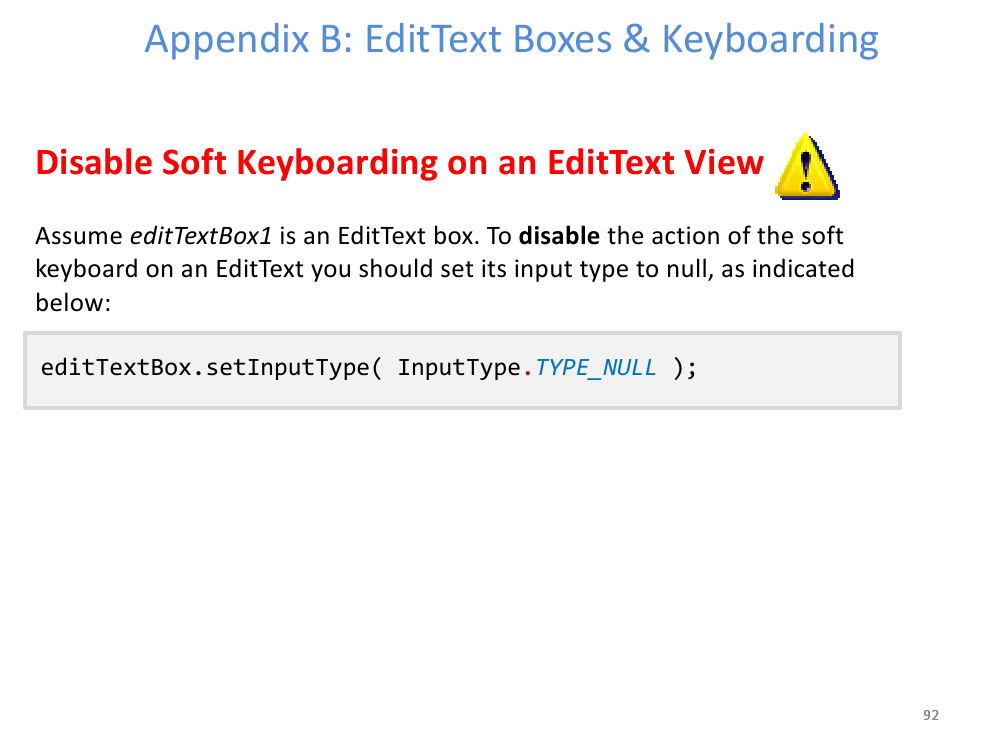 Appendix B: EditText Boxes & Keyboarding
Disable Soft Keyboarding on an EditText View
Assume editTextBox1 is an EditText box. To disable the action of the soft
keyboard on an EditText you should set its input type to null, as indicated
below:
editTextBox.setInputType( InputType.TYPE_NULL );
92